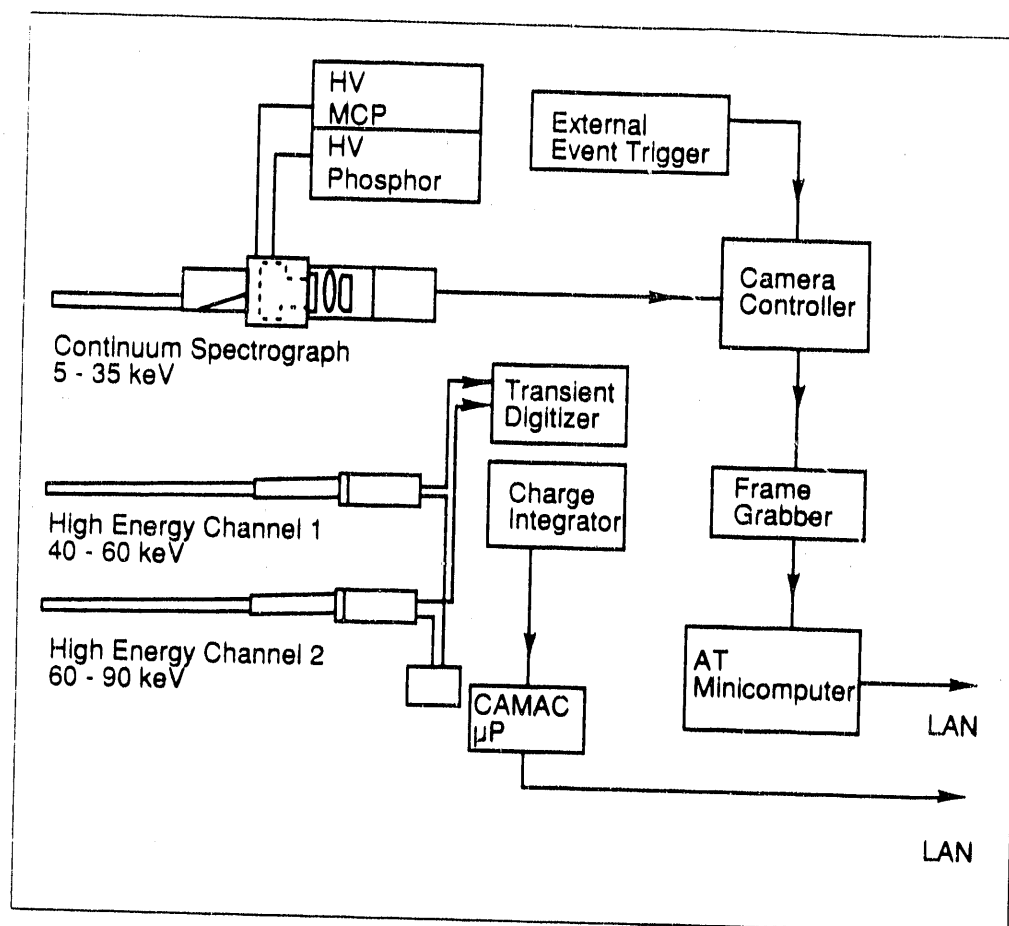 HV
MCP
HV
Phosphor
External
Event Trigger
Camera
Controller
Continuum Spectrograph
5 - 35 keV
Transient
Digitizer
Charge
Integrator
Frame
Grabber
High Energy Channel 1
40 - 60 keV
High Energy Channel 2
60 - 90 keV
AT
Minicomputer
CAMAC
µP
LAN
LAN